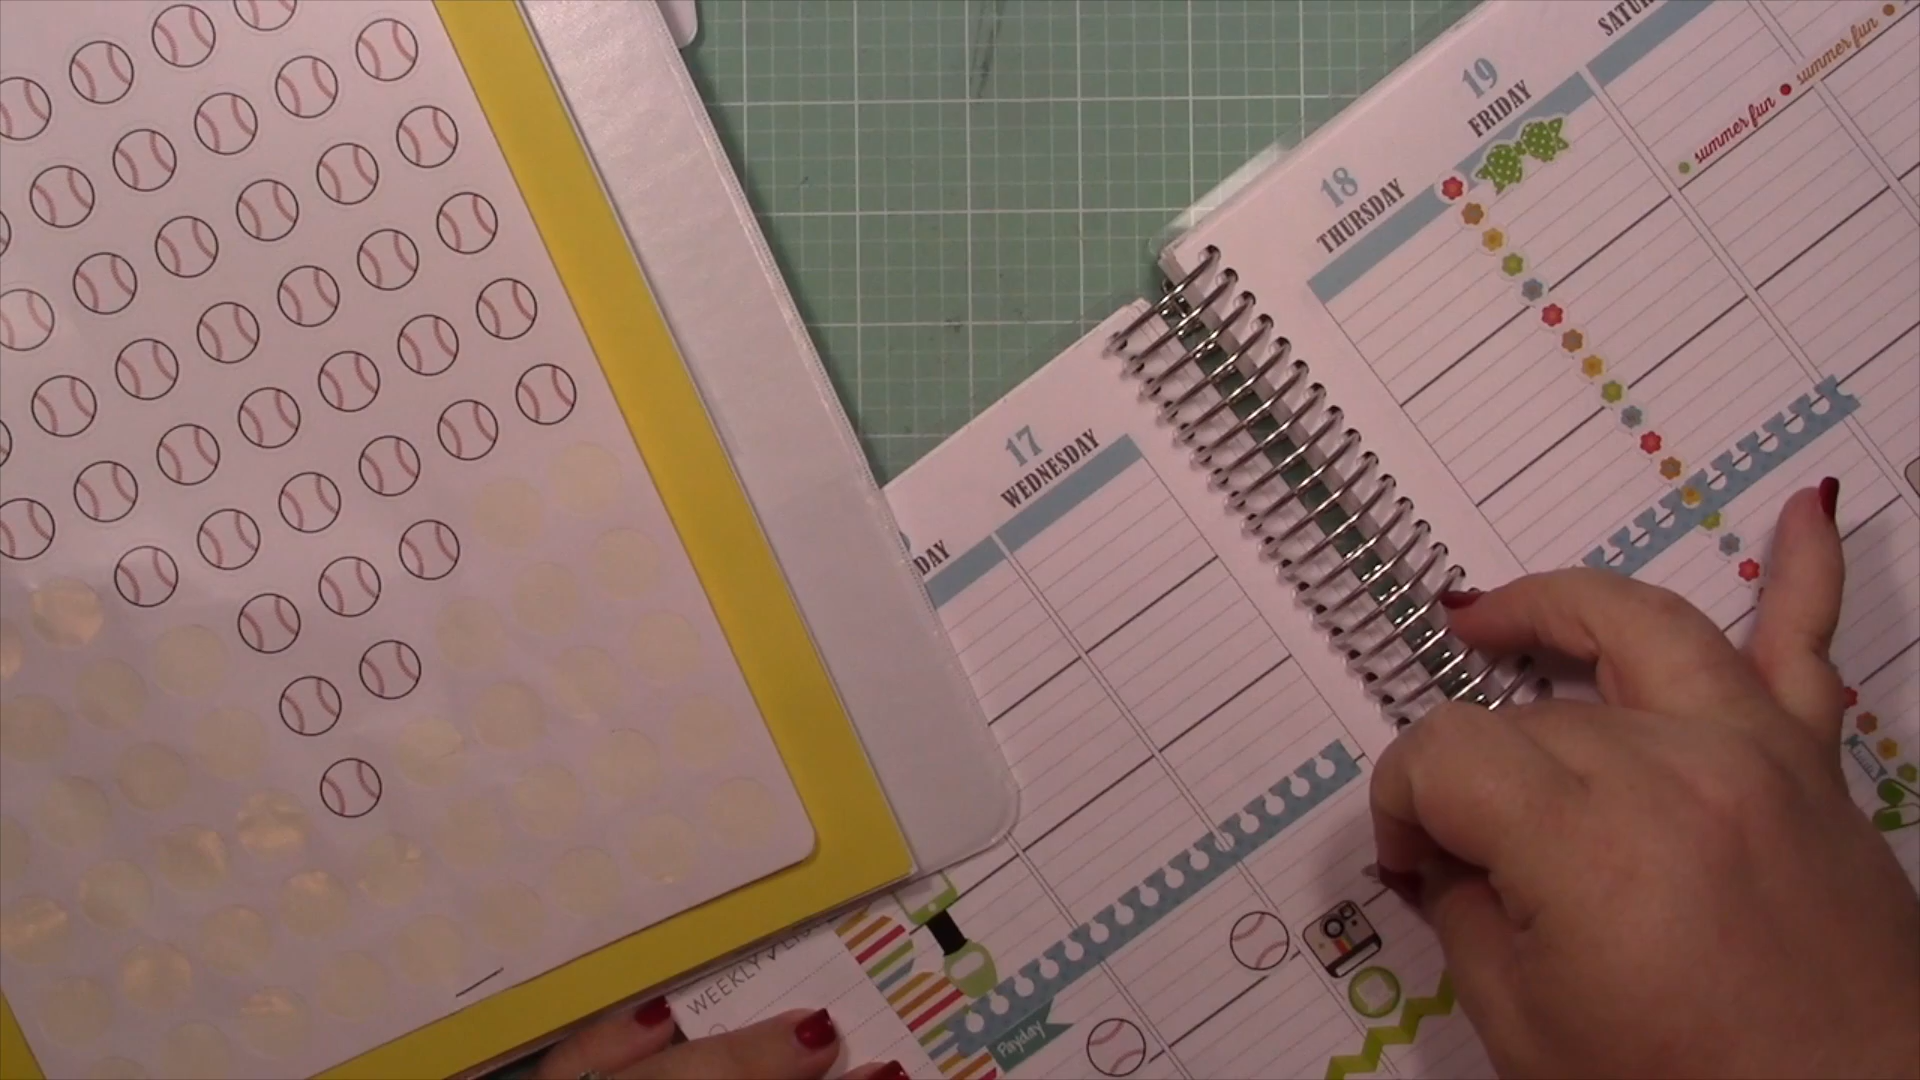 19
FRIDAY
18
THURSDAY
17
WEDNESDAY
DAY
SATUR
summer fun
summer fun
WEEKLY
Payday